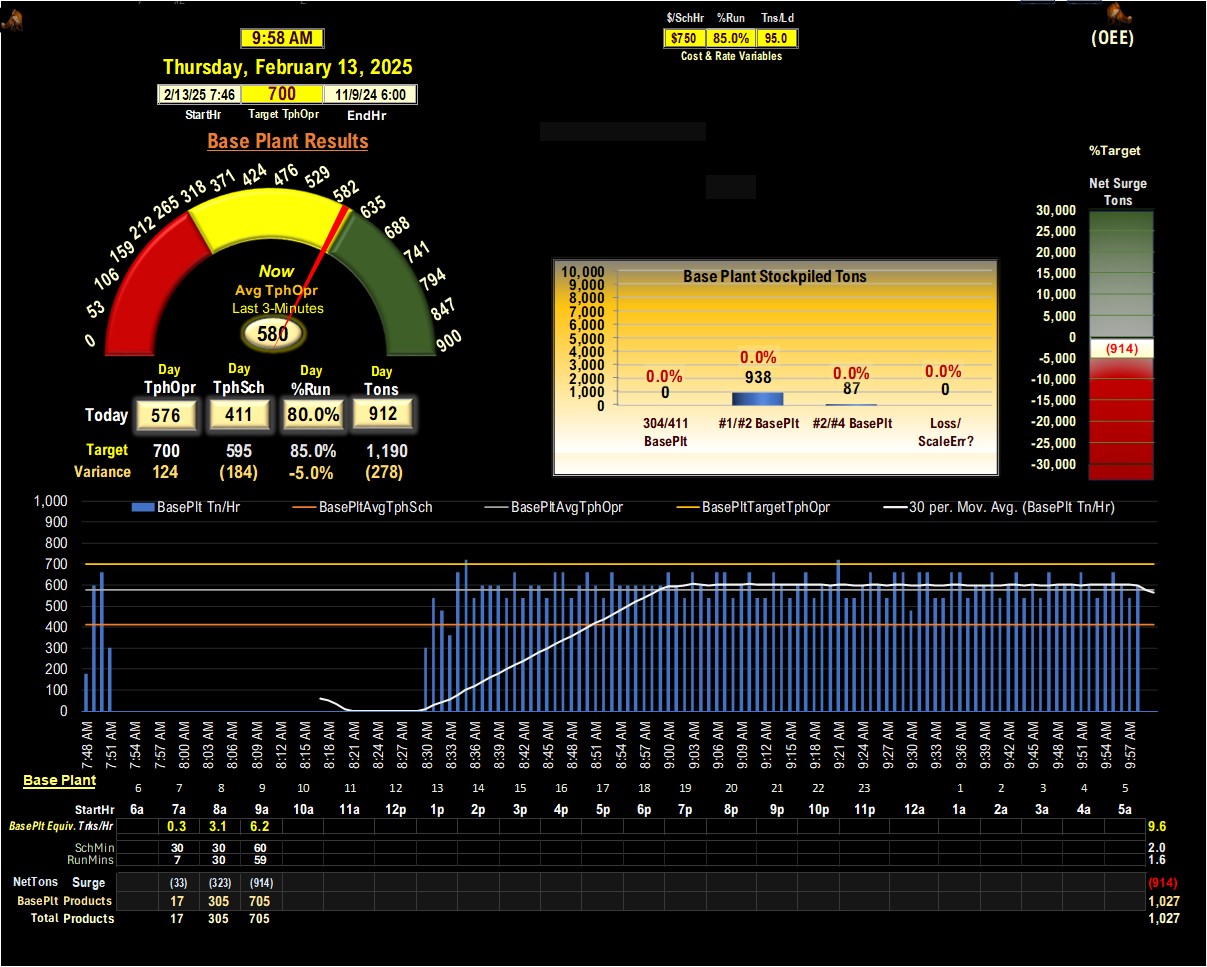 $/SchHr %Run Tns/Ld
9:58 AM
$750 85.0% 95.0
(OEE)
Cost & Rate Variables
Thursday, February 13, 2025
2/13/25 7:46 700 11/9/24 6:00
StartHr Target TphOpr EndHr
Base Plant Results
0 53 106 159 212 265 318 371 424 476 529 582 635 688 741 794 847 900
Now
Avg TphOpr
Last 3-Minutes
580
Day Day Day Day
TphOpr TphSch %Run Tons
Today 576 411 80.0% 912
Target 700 595 85.0% 1,190
Variance 124 (184) -5.0% (278)
Base Plant Stockpiled Tons
10,000
9,000
8,000
7,000
6,000
5,000
4,000
3,000
2,000
1,000
0
0.0% 0.0% 0.0% 0.0%
0 938 87 0
304/411 #1/#2 BasePlt #2/#4 BasePlt Loss/
BasePlt ScaleErr?
%Target
Net Surge
Tons
30,000
25,000
20,000
15,000
10,000
5,000
0
(914)
-5,000
-10,000
-15,000
-20,000
-25,000
-30,000
BasePlt Tn/Hr BasePltAvgTphSch BasePltAvgTphOpr BasePltTargetTphOpr 30 per. Mov. Avg. (BasePlt Tn/Hr)
1,000
900
800
700
600
500
400
300
200
100
0
7:48 AM 7:51 AM 7:54 AM 7:57 AM 8:00 AM 8:03 AM 8:06 AM 8:09 AM 8:12 AM 8:15 AM 8:18 AM 8:21 AM 8:24 AM 8:27 AM 8:30 AM 8:33 AM 8:36 AM 8:39 AM 8:42 AM 8:45 AM 8:48 AM 8:51 AM 8:54 AM 8:57 AM 9:00 AM 9:03 AM 9:06 AM 9:09 AM 9:12 AM 9:15 AM 9:18 AM 9:21 AM 9:24 AM 9:27 AM 9:30 AM 9:33 AM 9:36 AM 9:39 AM 9:42 AM 9:45 AM 9:48 AM 9:51 AM 9:54 AM 9:57 AM
Base Plant
6 7 8 9 10 11 12 13 14 15 16 17 18 19 20 21 22 23 1 2 3 4 5
StartHr 6a 7a 8a 9a 10a 11a 12p 1p 2p 3p 4p 5p 6p 7p 8p 9p 10p 11p 12a 1a 2a 3a 4a 5a
BasePlt Equiv. Trks/Hr 0.3 3.1 6.2 9.6
SchMin 30 30 60 2.0
RunMins 7 30 59 1.6
NetTons Surge (33) (323) (914) (914)
BasePlt Products 17 305 705 1,027
Total Products 17 305 705 1,027